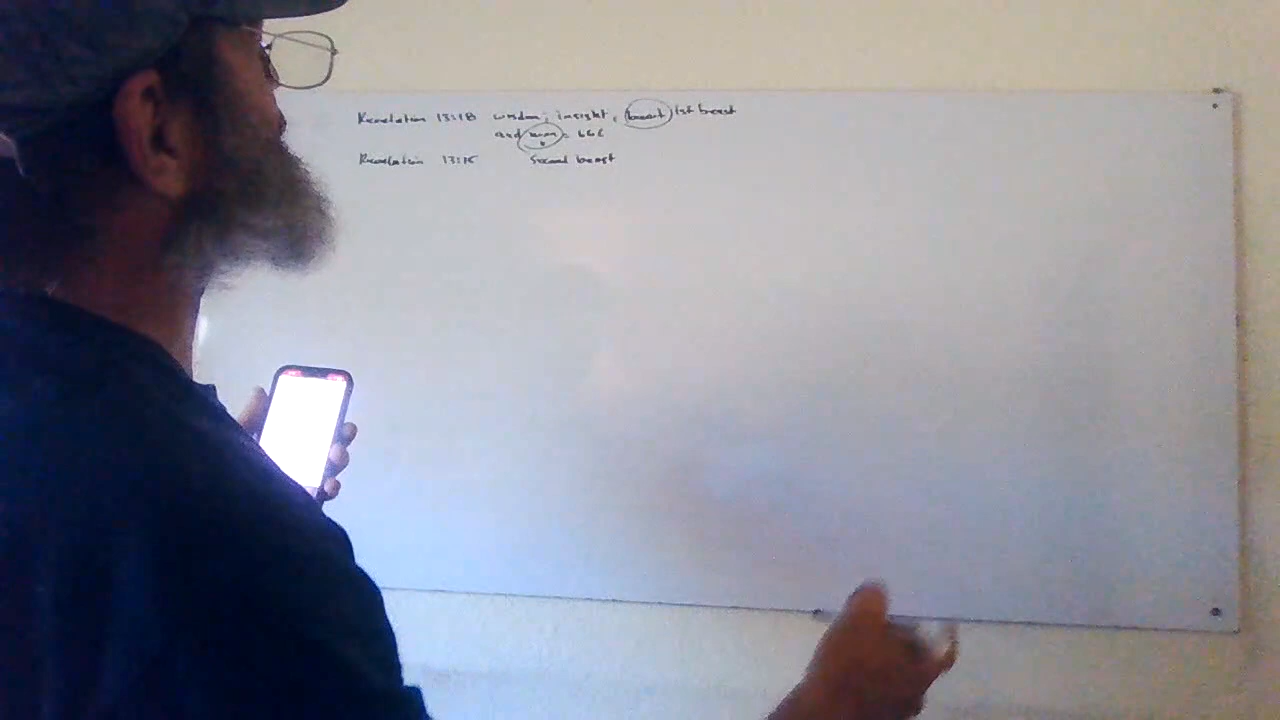 Revelation 13:18 wisdom, insight, beast 1st beast
and man = 666
Revelation 13:15 Second beast